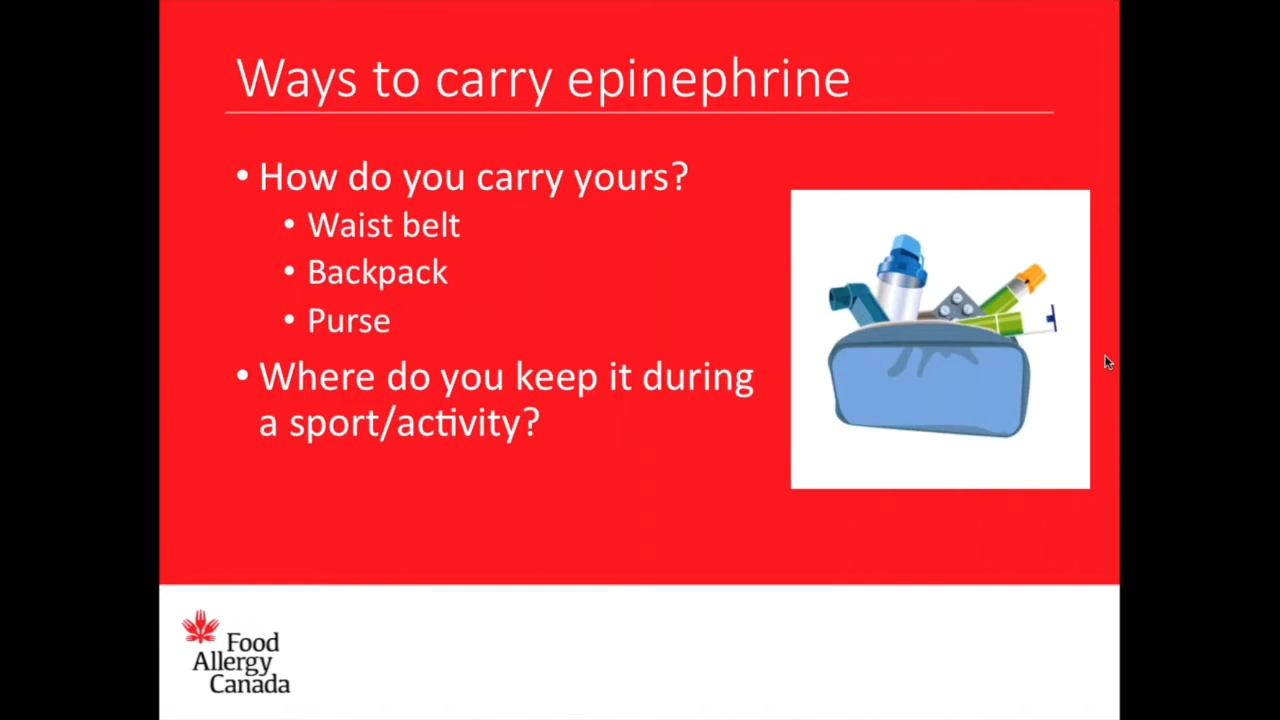 Ways to carry epinephrine
• How do you carry yours?
• Waist belt
• Backpack
• Purse
• Where do you keep it during
a sport/activity?
Food
Allergy
Canada